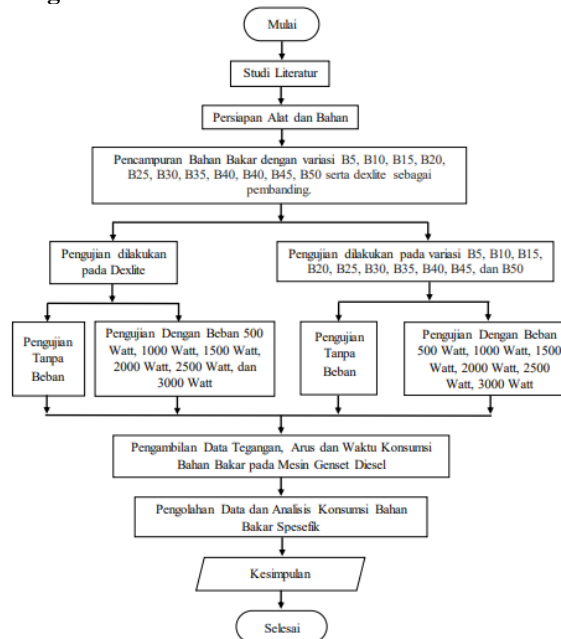 Mulai
Studi Literatur
Persiapan Alat dan Bahan
Pencampuran Bahan Bakar dengan variasi B5, B10, B15, B20,
B25, B30, B35, B40, B40, B45, B50 serta dexlite sebagai
pembanding.
Pengujian dilakukan
pada Dexlite
Pengujian dilakukan pada variasi B5, B10, B15,
B20, B25, B30, B35, B40, B45, dan B50
Pengujian
Tanpa
Beban
Pengujian Dengan Beban 500
Watt, 1000 Watt, 1500 Watt,
2000 Watt, 2500 Watt, dan
3000 Watt
Pengujian
Tanpa
Beban
Pengujian Dengan Beban
500 Watt, 1000 Watt, 1500
Watt, 2000 Watt, 2500
Watt, 3000 Watt
Pengambilan Data Tegangan, Arus dan Waktu Konsumsi
Bahan Bakar pada Mesin Genset Diesel
Pengolahan Data dan Analisis Konsumsi Bahan
Bakar Spesefik
Kesimpulan
Selesai